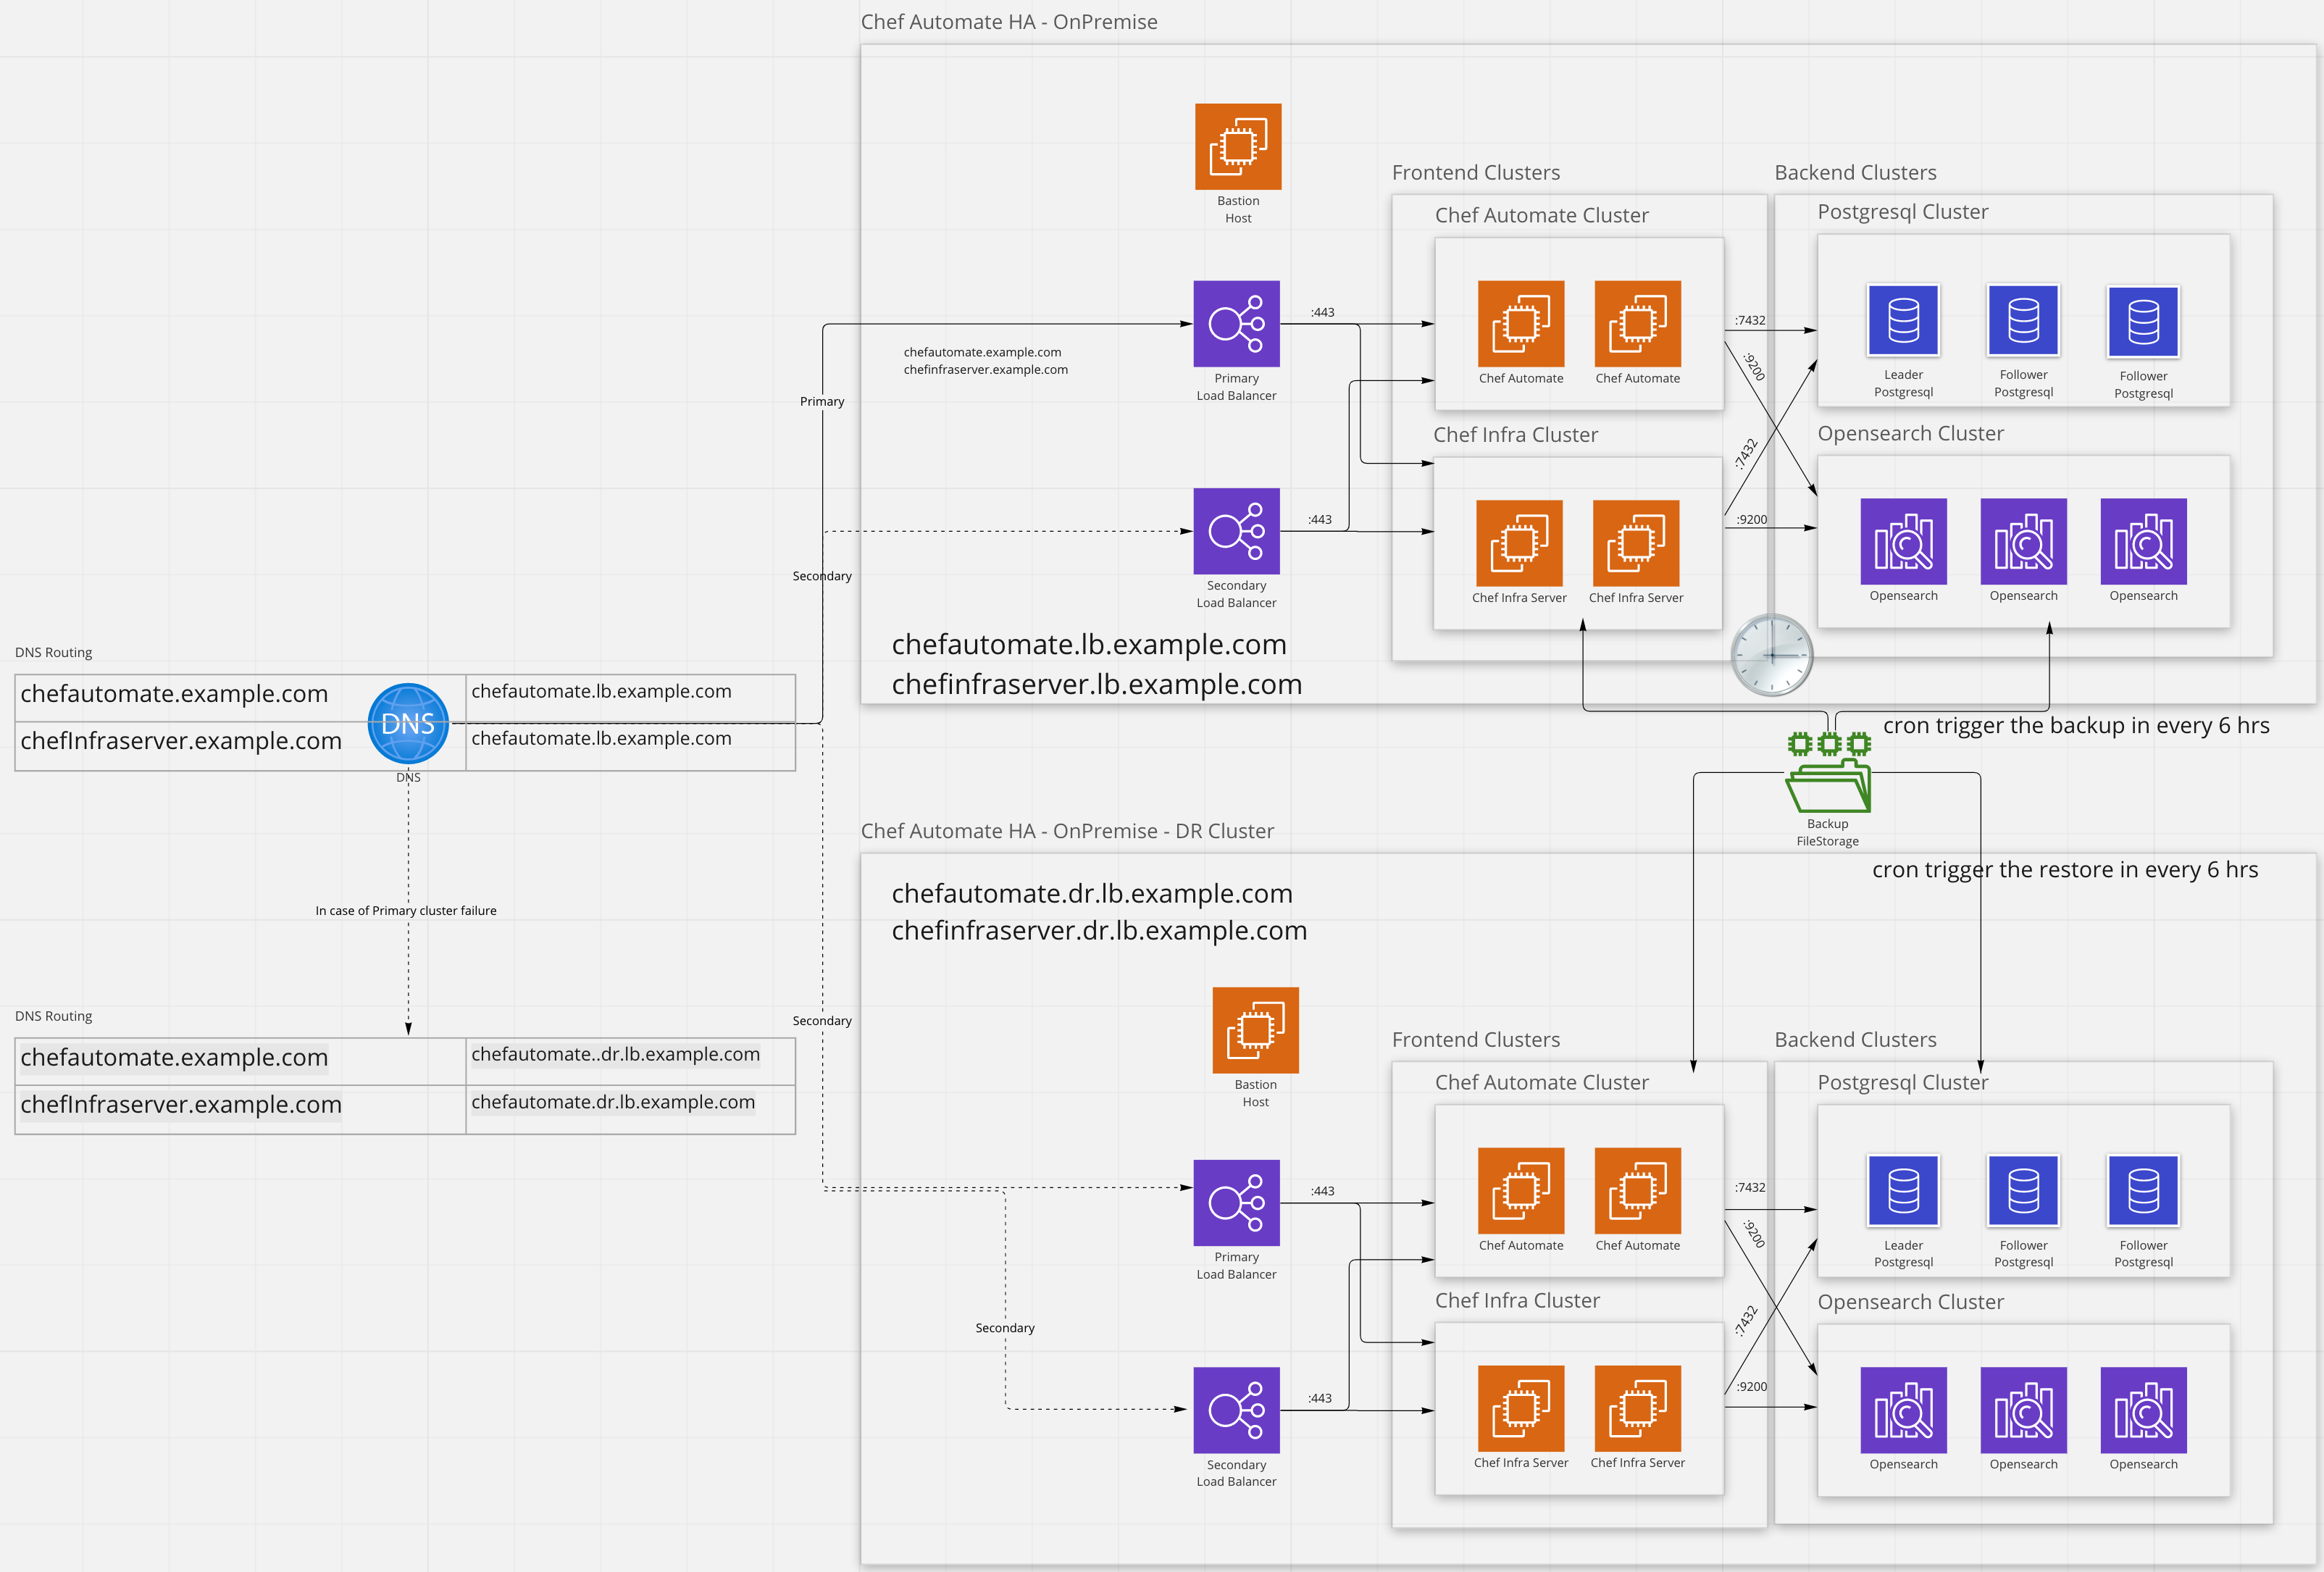 Chef Automate HA - OnPremise
Bastion
Host
Frontend Clusters
Backend Clusters
Chef Automate Cluster
Postgresql Cluster
:443
:7432
:9200
Primary
Load Balancer
Chef Automate
Chef Automate
Leader
Postgresql
Follower
Postgresql
Follower
Postgresql
chefautomate.example.com
chefinfraserver.example.com
Primary
Chef Infra Cluster
Opensearch Cluster
:7432
:443
:9200
Secondary
Secondary
Load Balancer
Chef Infra Server
Chef Infra Server
Opensearch
Opensearch
Opensearch
chefautomate.lb.example.com
chefinfraserver.lb.example.com
DNS Routing
chefautomate.example.com
chefautomate.lb.example.com
DNS
chefInfraserver.example.com
chefautomate.lb.example.com
DNS
cron trigger the backup in every 6 hrs
Backup
FileStorage
Chef Automate HA - OnPremise - DR Cluster
cron trigger the restore in every 6 hrs
chefautomate.dr.lb.example.com
chefinfraserver.dr.lb.example.com
In case of Primary cluster failure
DNS Routing
chefautomate.example.com
chefautomate..dr.lb.example.com
chefInfraserver.example.com
chefautomate.dr.lb.example.com
Secondary
Bastion
Host
Frontend Clusters
Backend Clusters
Chef Automate Cluster
Postgresql Cluster
:443
:7432
:9200
Primary
Load Balancer
Chef Automate
Chef Automate
Leader
Postgresql
Follower
Postgresql
Follower
Postgresql
Secondary
Chef Infra Cluster
Opensearch Cluster
:7432
:443
:9200
Secondary
Load Balancer
Chef Infra Server
Chef Infra Server
Opensearch
Opensearch
Opensearch